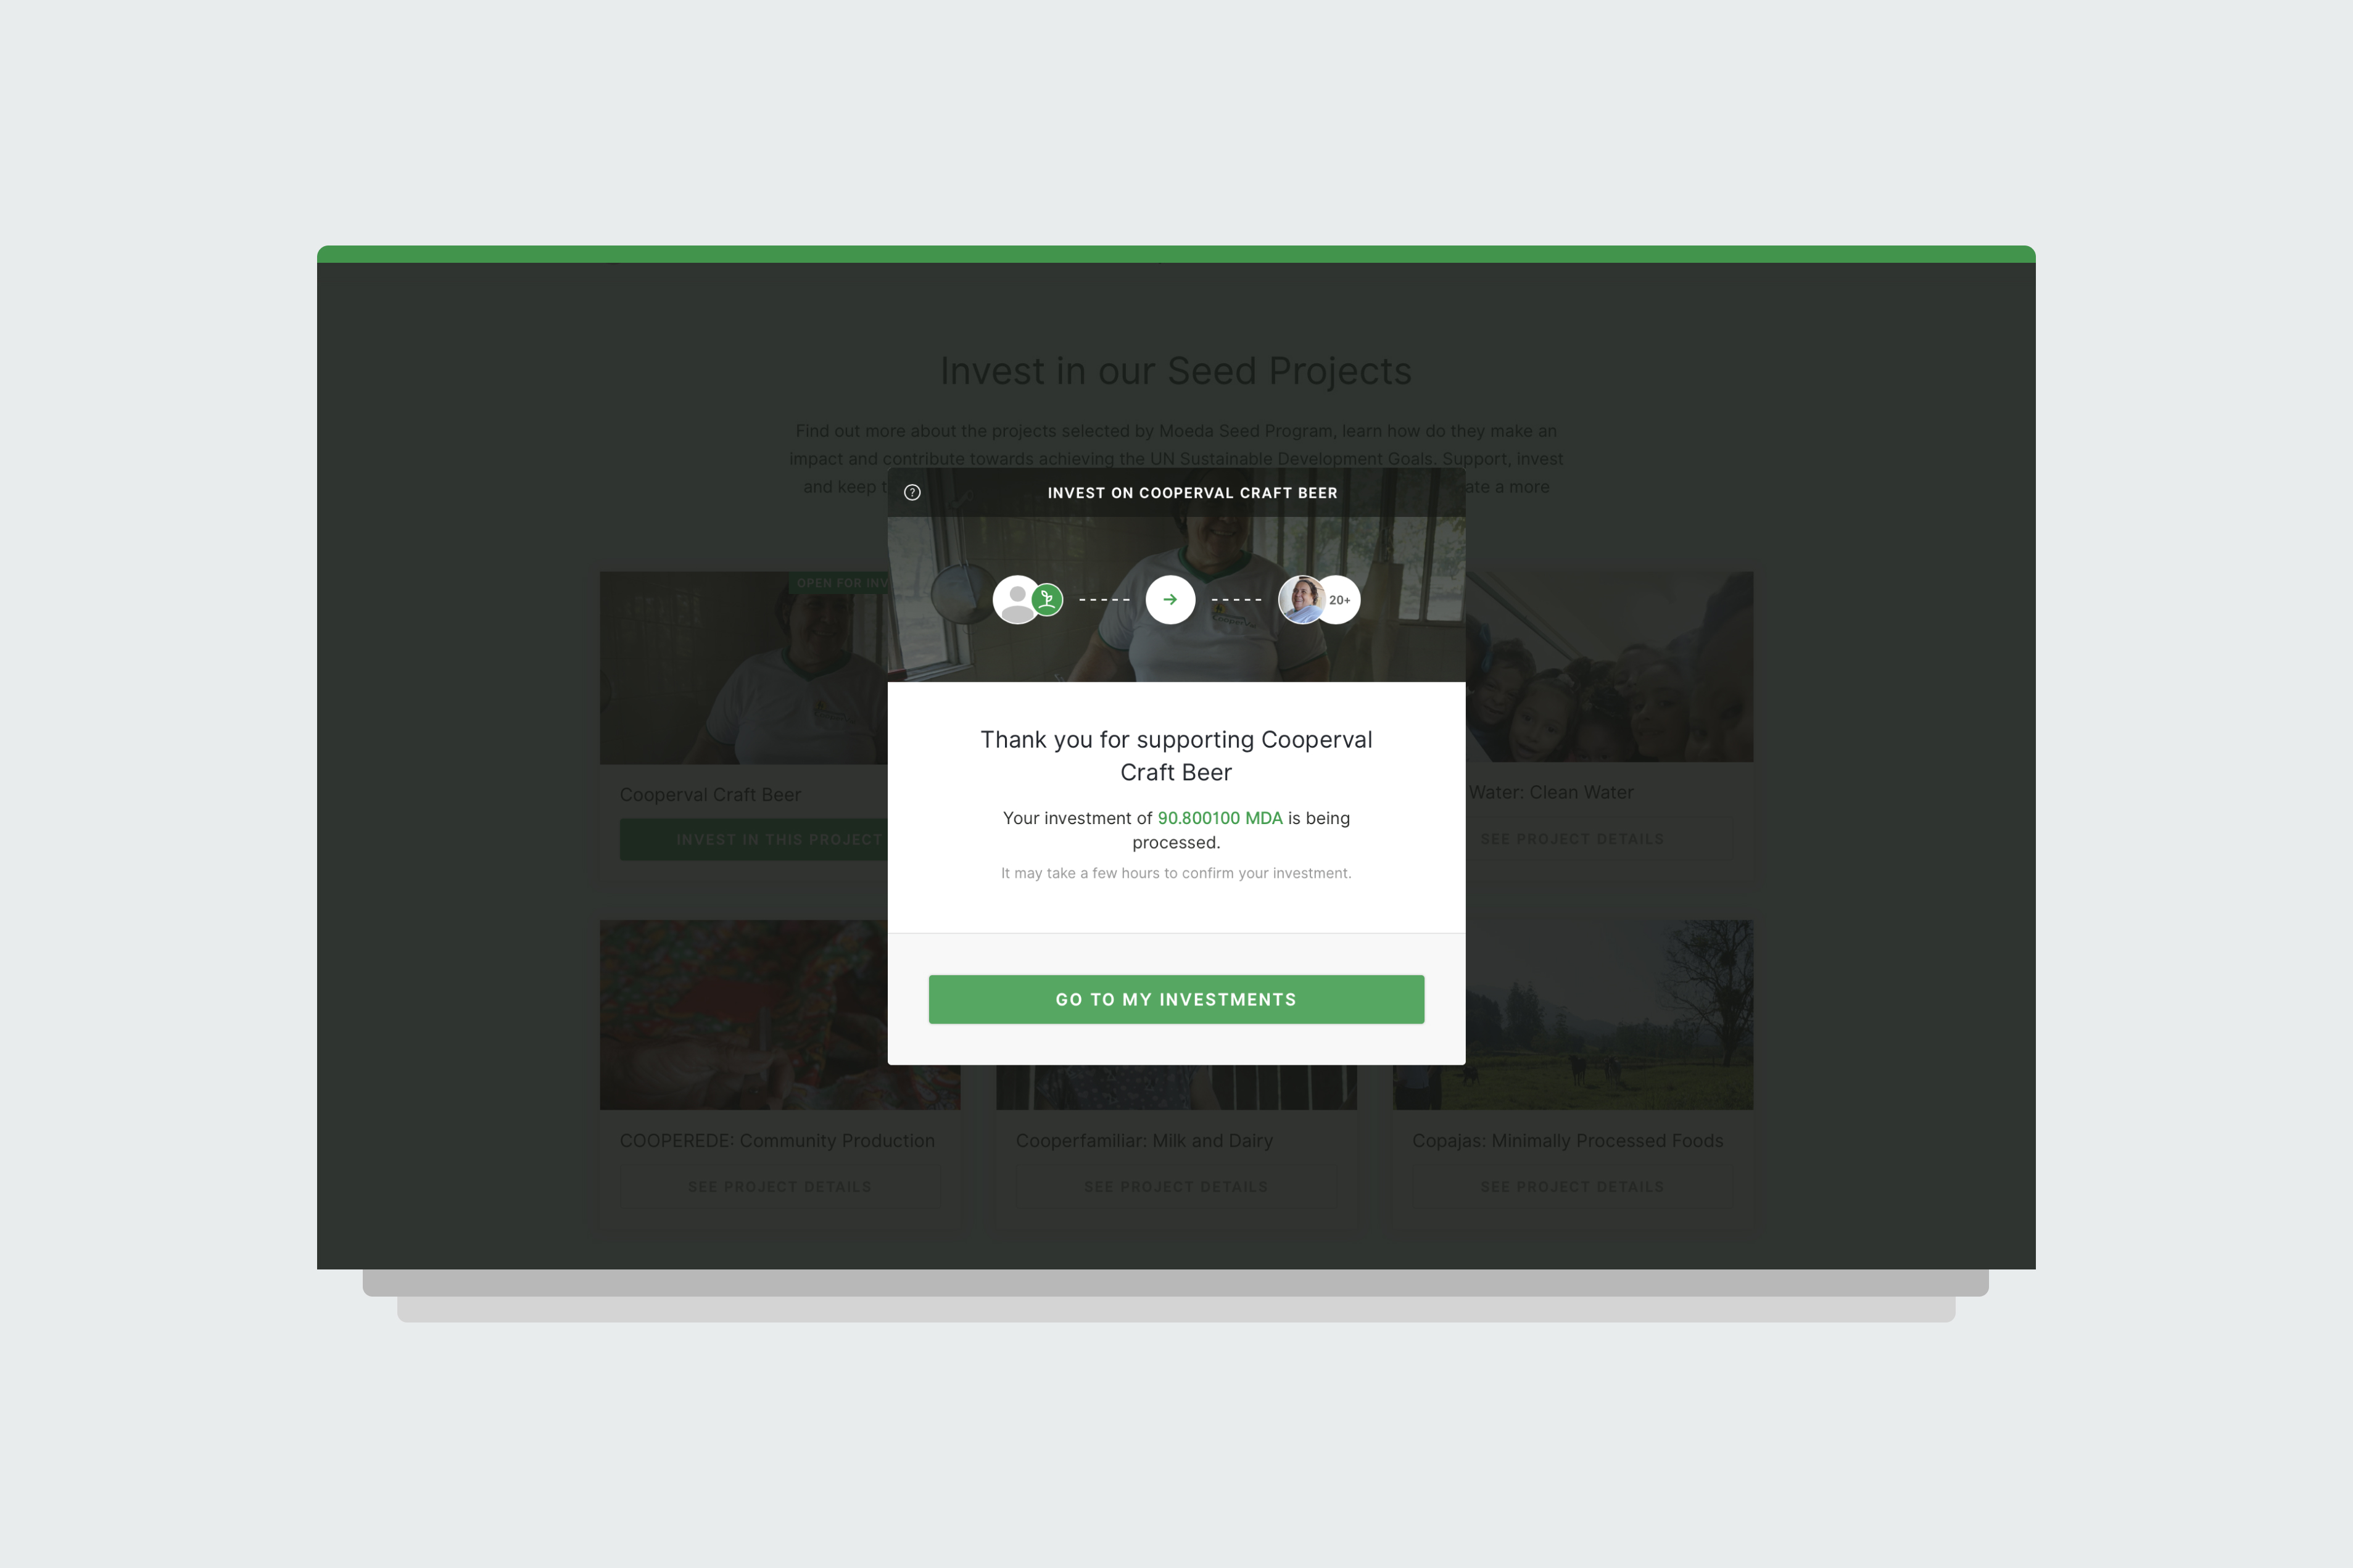 Invest in our Seed Projects
Find out more about the projects selected by Moeda Seed Program, learn how do they make an
impact and contribute towards achieving the UN Sustainable Development Goals. Support, invest
and keep
ate a more
?
INVEST ON COOPERVAL CRAFT BEER
OPEN FOR INV
20+
Thank you for supporting Cooperval
Craft Beer
Your investment of 90.800100 MDA is being
processed.
It may take a few hours to confirm your investment.
GO TO MY INVESTMENTS
Cooperval Craft Beer
INVEST IN THIS PROJECT
Water: Clean Water
SEE PROJECT DETAILS
COOPEREDE: Community Production
SEE PROJECT DETAILS
Cooperfamiliar: Milk and Dairy
SEE PROJECT DETAILS
Copajas: Minimally Processed Foods
SEE PROJECT DETAILS